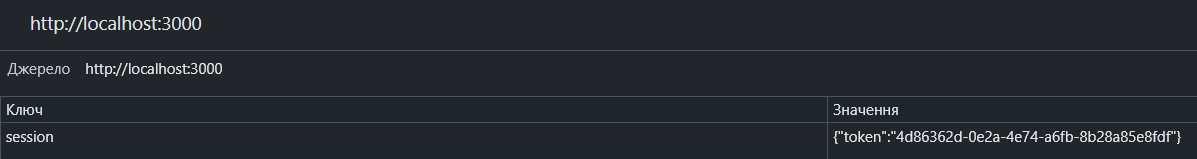 http://localhost:3000
Джерело http://localhost:3000
Ключ Значення
session {"token":"4d86362d-0e2a-4e74-a6fb-8b28a85e8fdf"}